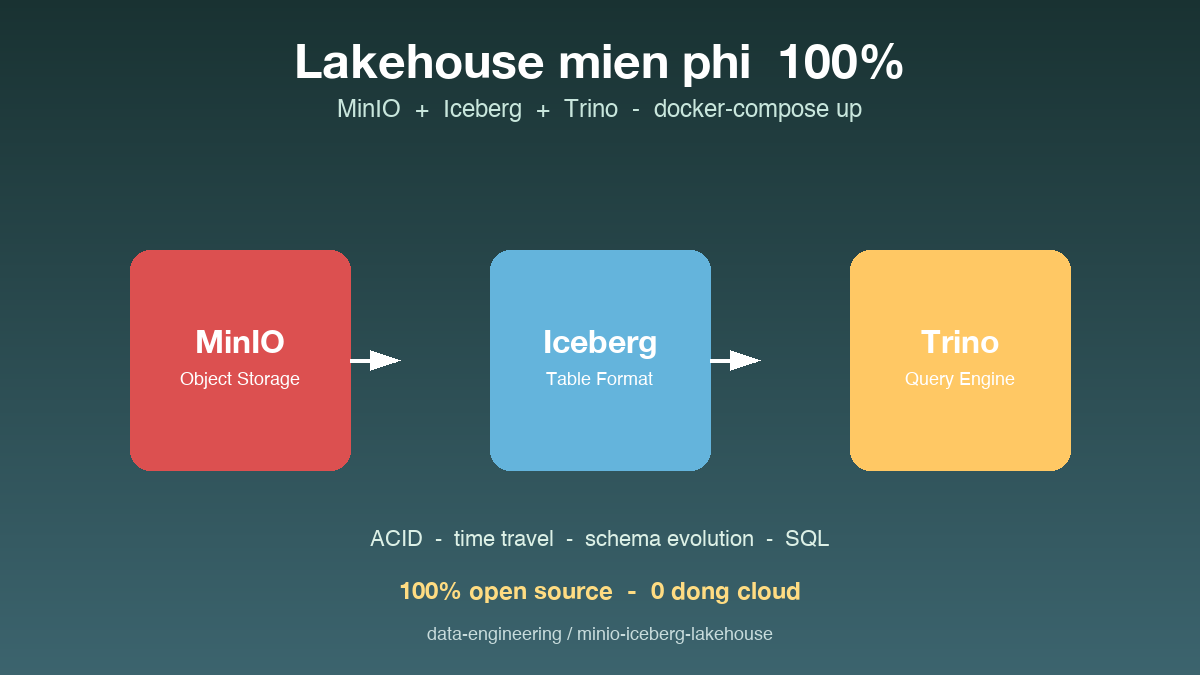 Lakehouse mien phi 100%
MinIO + Iceberg + Trino - docker-compose up
MinIO
Object Storage
Iceberg
Table Format
Trino
Query Engine
ACID - time travel - schema evolution - SQL
100% open source - 0 dong cloud
data-engineering / minio-iceberg-lakehouse